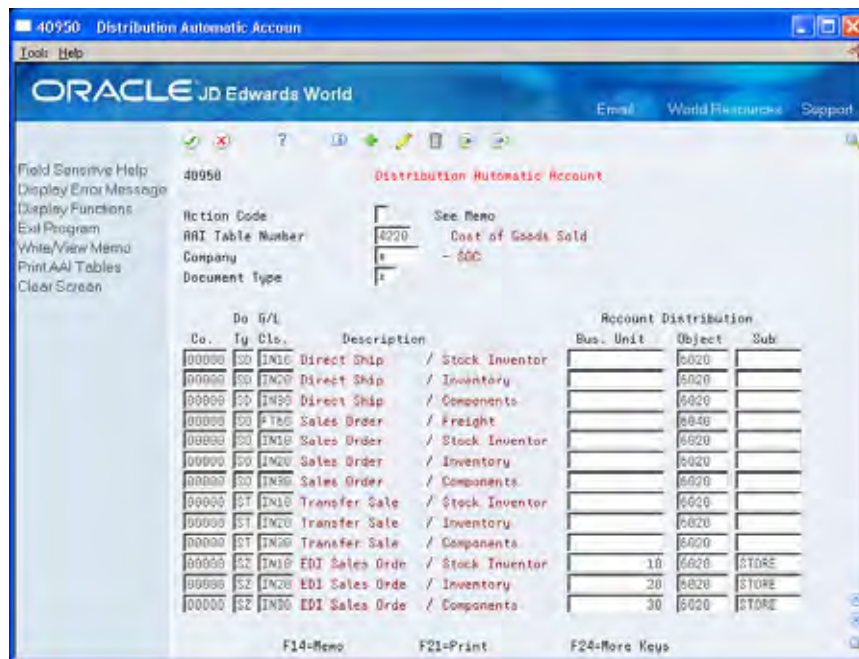 40950 Distribution Automatic Accoun
Tools Help
ORACLE JD Edwards World
Email World Resources Support
Field Sensitive Help
Display Error Message
Display Functions
Exit Program
Write/View Memo
Print AAI Tables
Clear Screen
40950 Distribution Automatic Account
Action Code See Memo
AAI Table Number 4220 Cost of Goods Sold
Company * - SOC
Document Type *
Do G/L Account Distribution
Co. Ty Cls. Description Bus. Unit Object Sub
00000 SD IN10 Direct Ship / Stock Inventor 6020
00000 SD IN20 Direct Ship / Inventory 6020
00000 SD IN30 Direct Ship / Components 6020
00000 SO FT60 Sales Order / Freight 6040
00000 SO IN10 Sales Order / Stock Inventor 6020
00000 SO IN20 Sales Order / Inventory 6020
00000 SO IN30 Sales Order / Components 6020
00000 ST IN10 Transfer Sale / Stock Inventor 6020
00000 ST IN20 Transfer Sale / Inventory 6020
00000 ST IN30 Transfer Sale / Components 6020
00000 SZ IN10 EDI Sales Orde / Stock Inventor 10 6020 STORE
00000 SZ IN20 EDI Sales Orde / Inventory 20 6020 STORE
00000 SZ IN30 EDI Sales Orde / Components 30 6020 STORE
F14=Memo F21=Print F24=More Keys